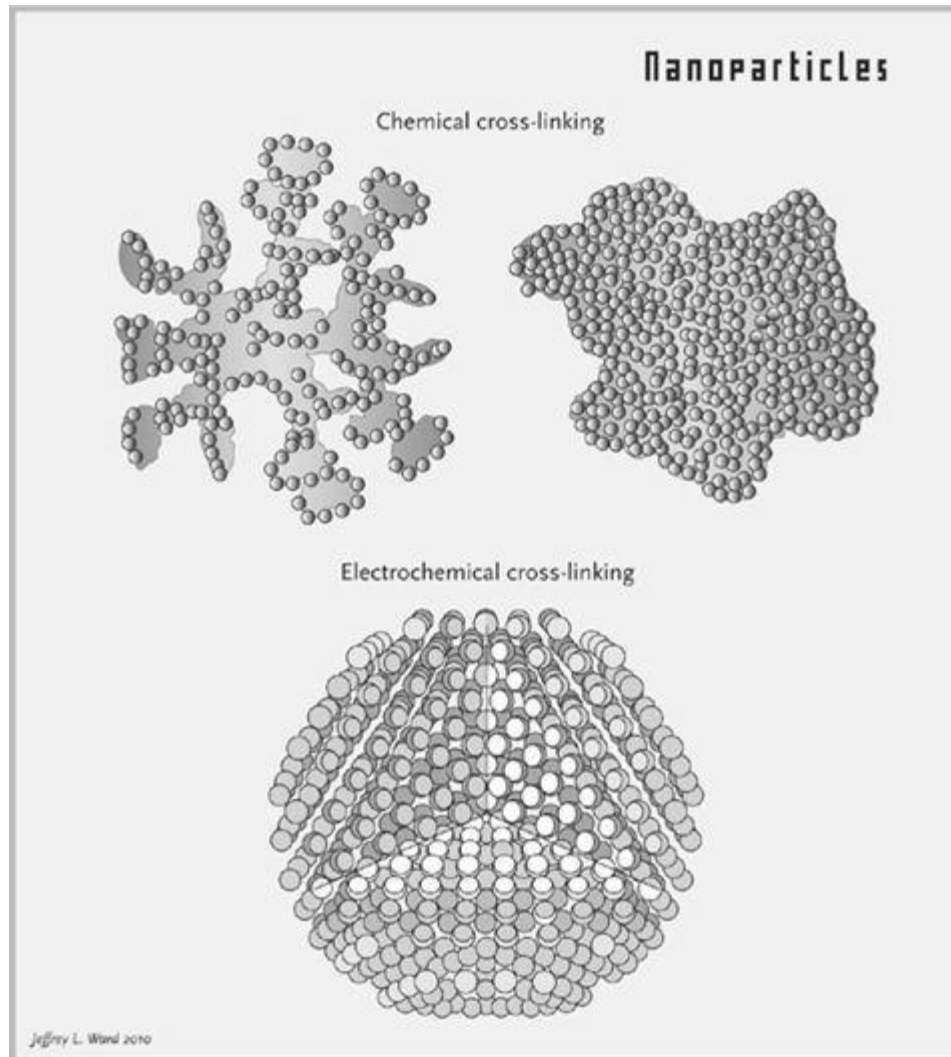 Nanoparticles
Chemical cross-linking
Electrochemical cross-linking
Jeffrey L. Ward 2010